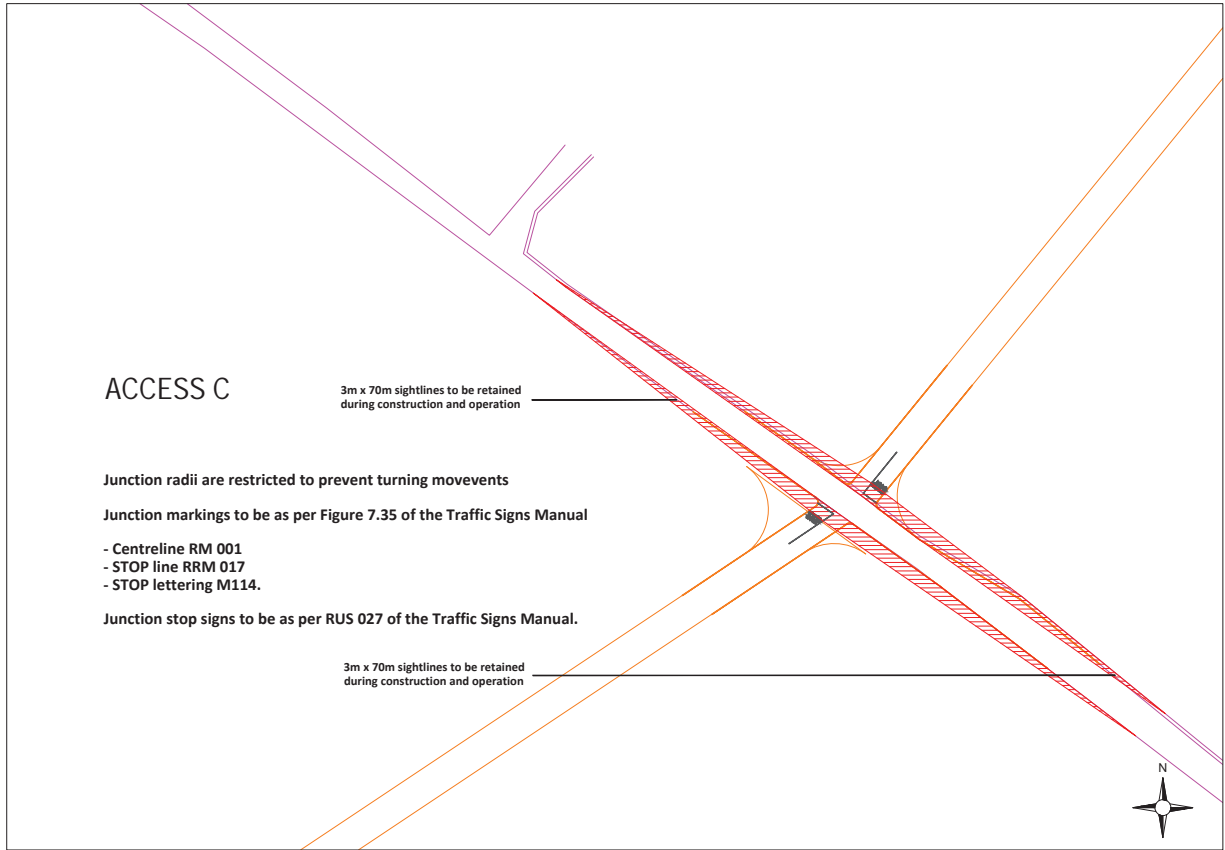 ACCESS C
3m x 70m sightlines to be retained
during construction and operation
Junction radii are restricted to prevent turning movevents
Junction markings to be as per Figure 7.35 of the Traffic Signs Manual
- Centreline RM 001
- STOP line RRM 017
- STOP lettering M114.
Junction stop signs to be as per RUS 027 of the Traffic Signs Manual.
3m x 70m sightlines to be retained
during construction and operation
N